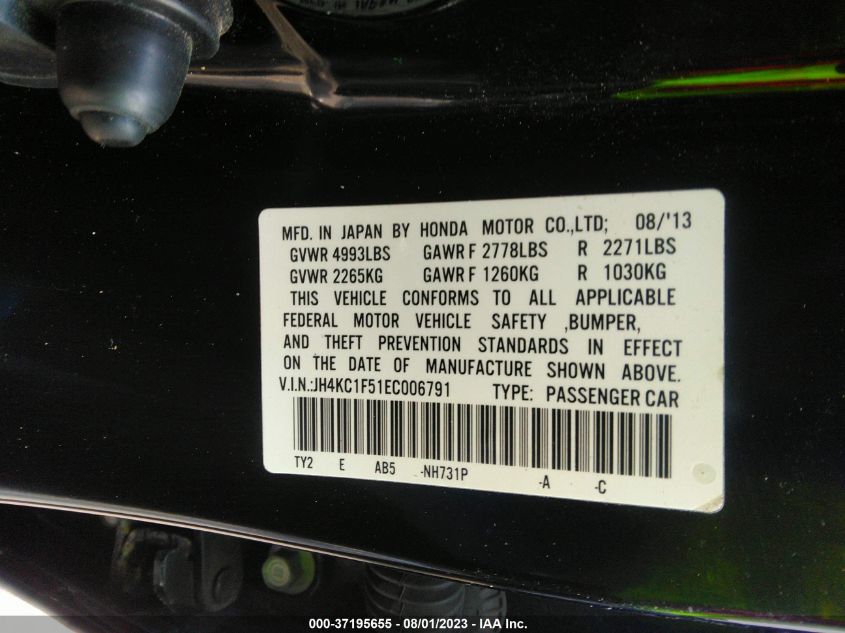 MFD. IN JAPAN BY HONDA MOTOR CO.,LTD; 08/'13
GVWR 4993LBS GAWR F 2778LBS R 2271LBS
GVWR 2265KG GAWR F 1260KG R 1030KG
THIS VEHICLE CONFORMS TO ALL APPLICABLE
FEDERAL MOTOR VEHICLE SAFETY ,BUMPER,
AND THEFT PREVENTION STANDARDS IN EFFECT
ON THE DATE OF MANUFACTURE SHOWN ABOVE.
V.I.N.:JH4KC1F51EC006791 TYPE: PASSENGER CAR
TY2 E AB5 -NH731P -A -C
000-37195655 - 08/01/2023 - IAA Inc.